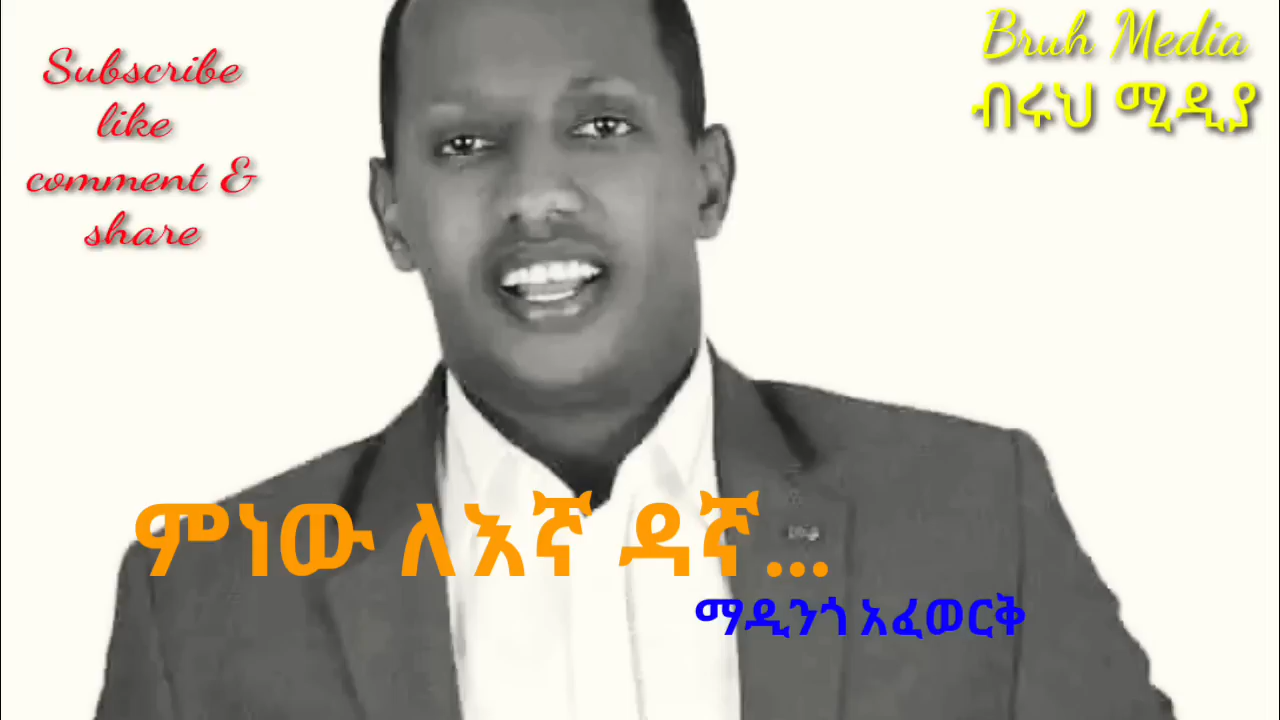 Subscribe
like
comment &
share
Bruh Media
ብሩህ ሚዲያ
ምነው ለእኛ ዳኛ...
ማዲንጎ አፈወርቅ